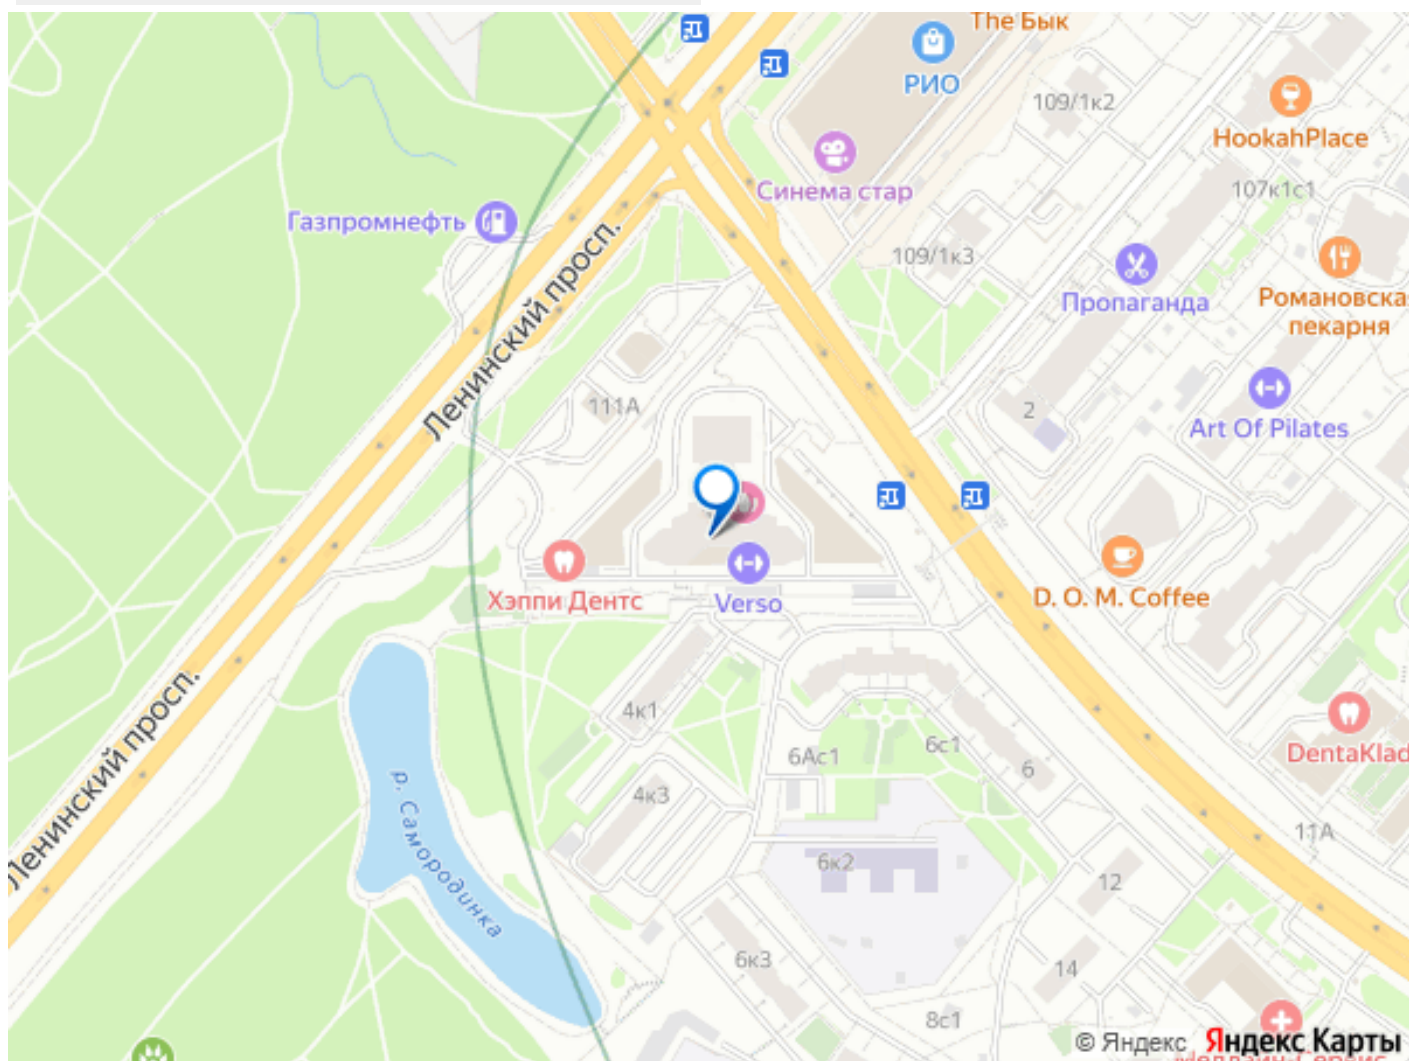 The Бык
РИО
109/1к2
HookahPlace
Синема стар
107к1с1
Газпромнефть
109/1к3
Пропаганда
Романовска
пекарня
Ленинский просп.
111А
2
Art Of Pilates
Хэппи Дентс
Verso
D. O. M. Coffee
Ленинский просп.
4к1
6Ас1
6с1
6
DentaKlad
4к3
р. Самородинка
11А
6к2
12
6к3
14
8с1
© Яндекс Яндекс Карты